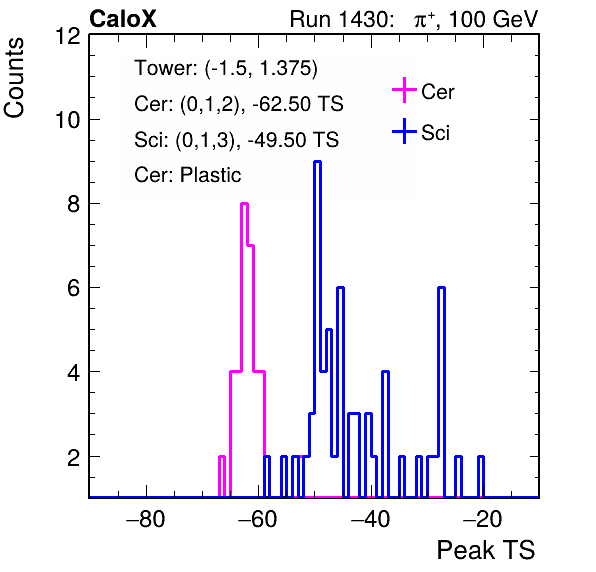 CaloX Run 1430: π⁺, 100 GeV
Counts
Tower: (-1.5, 1.375)
Cer: (0,1,2), -62.50 TS
Sci: (0,1,3), -49.50 TS
Cer: Plastic
Cer
Sci
12
10
8
6
4
2
−80 −60 −40 −20
Peak TS